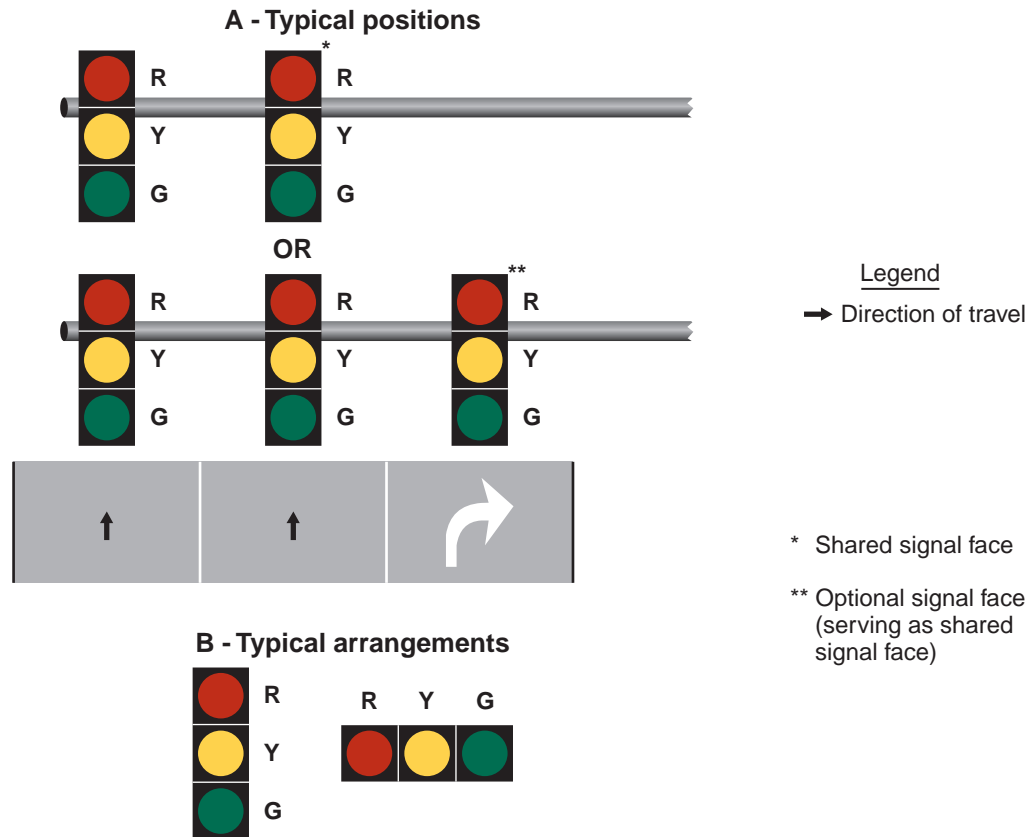 A - Typical positions
*
R R
Y Y
G G
OR
**
R R R
Y Y Y
G G G
Legend
Direction of travel
* Shared signal face
** Optional signal face
(serving as shared
signal face)
B - Typical arrangements
R
Y
G
R Y G